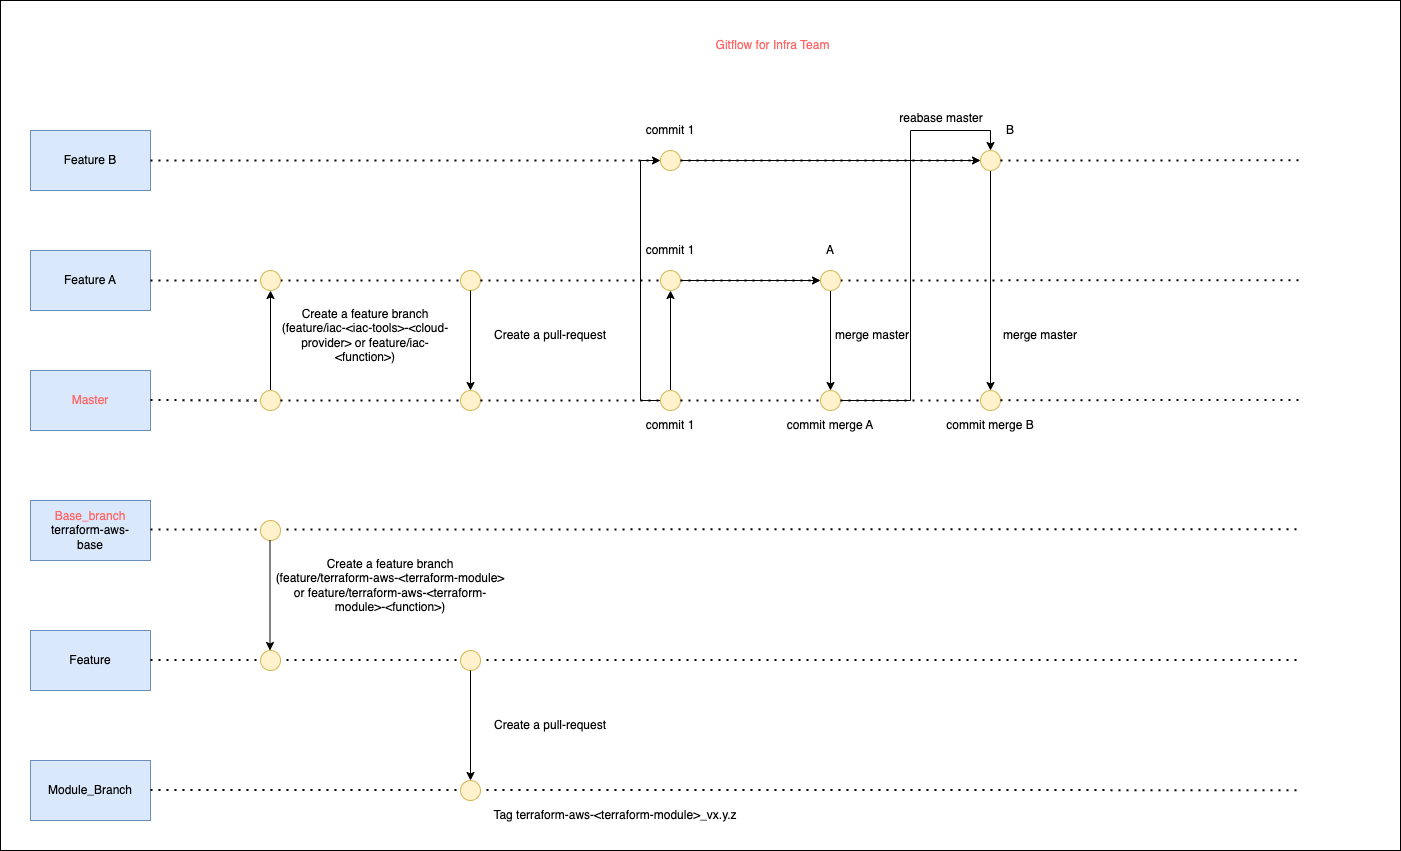 Gitflow for Infra Team
reabase master
commit 1
B
Feature B
commit 1
A
Feature A
Create a feature branch
(feature/iac-<iac-tools>-<cloud-
provider> or feature/iac-
<function>)
Create a pull-request
merge master
merge master
Master
commit 1
commit merge A
commit merge B
Base_branch
terraform-aws-
base
Create a feature branch
(feature/terraform-aws-<terraform-module>
or feature/terraform-aws-<terraform-
module>-<function>)
Feature
Create a pull-request
Module_Branch
Tag terraform-aws-<terraform-module>_vx.y.z